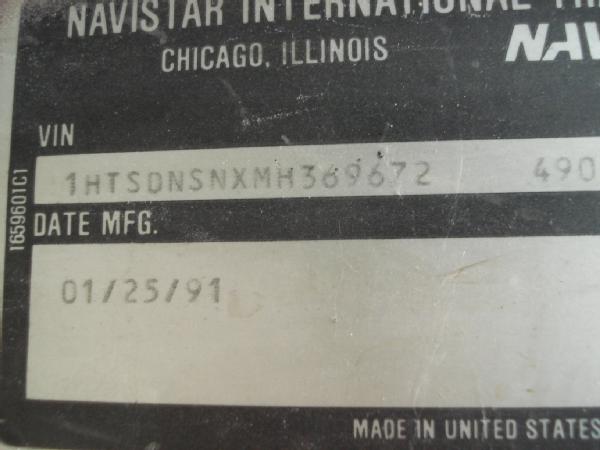 NAVISTAR INTERNATIONAL
CHICAGO, ILLINOIS NAV
VIN
1HTSDNSNXMH369672 490
DATE MFG.
1659601C1
01/25/91
MADE IN UNITED STATES